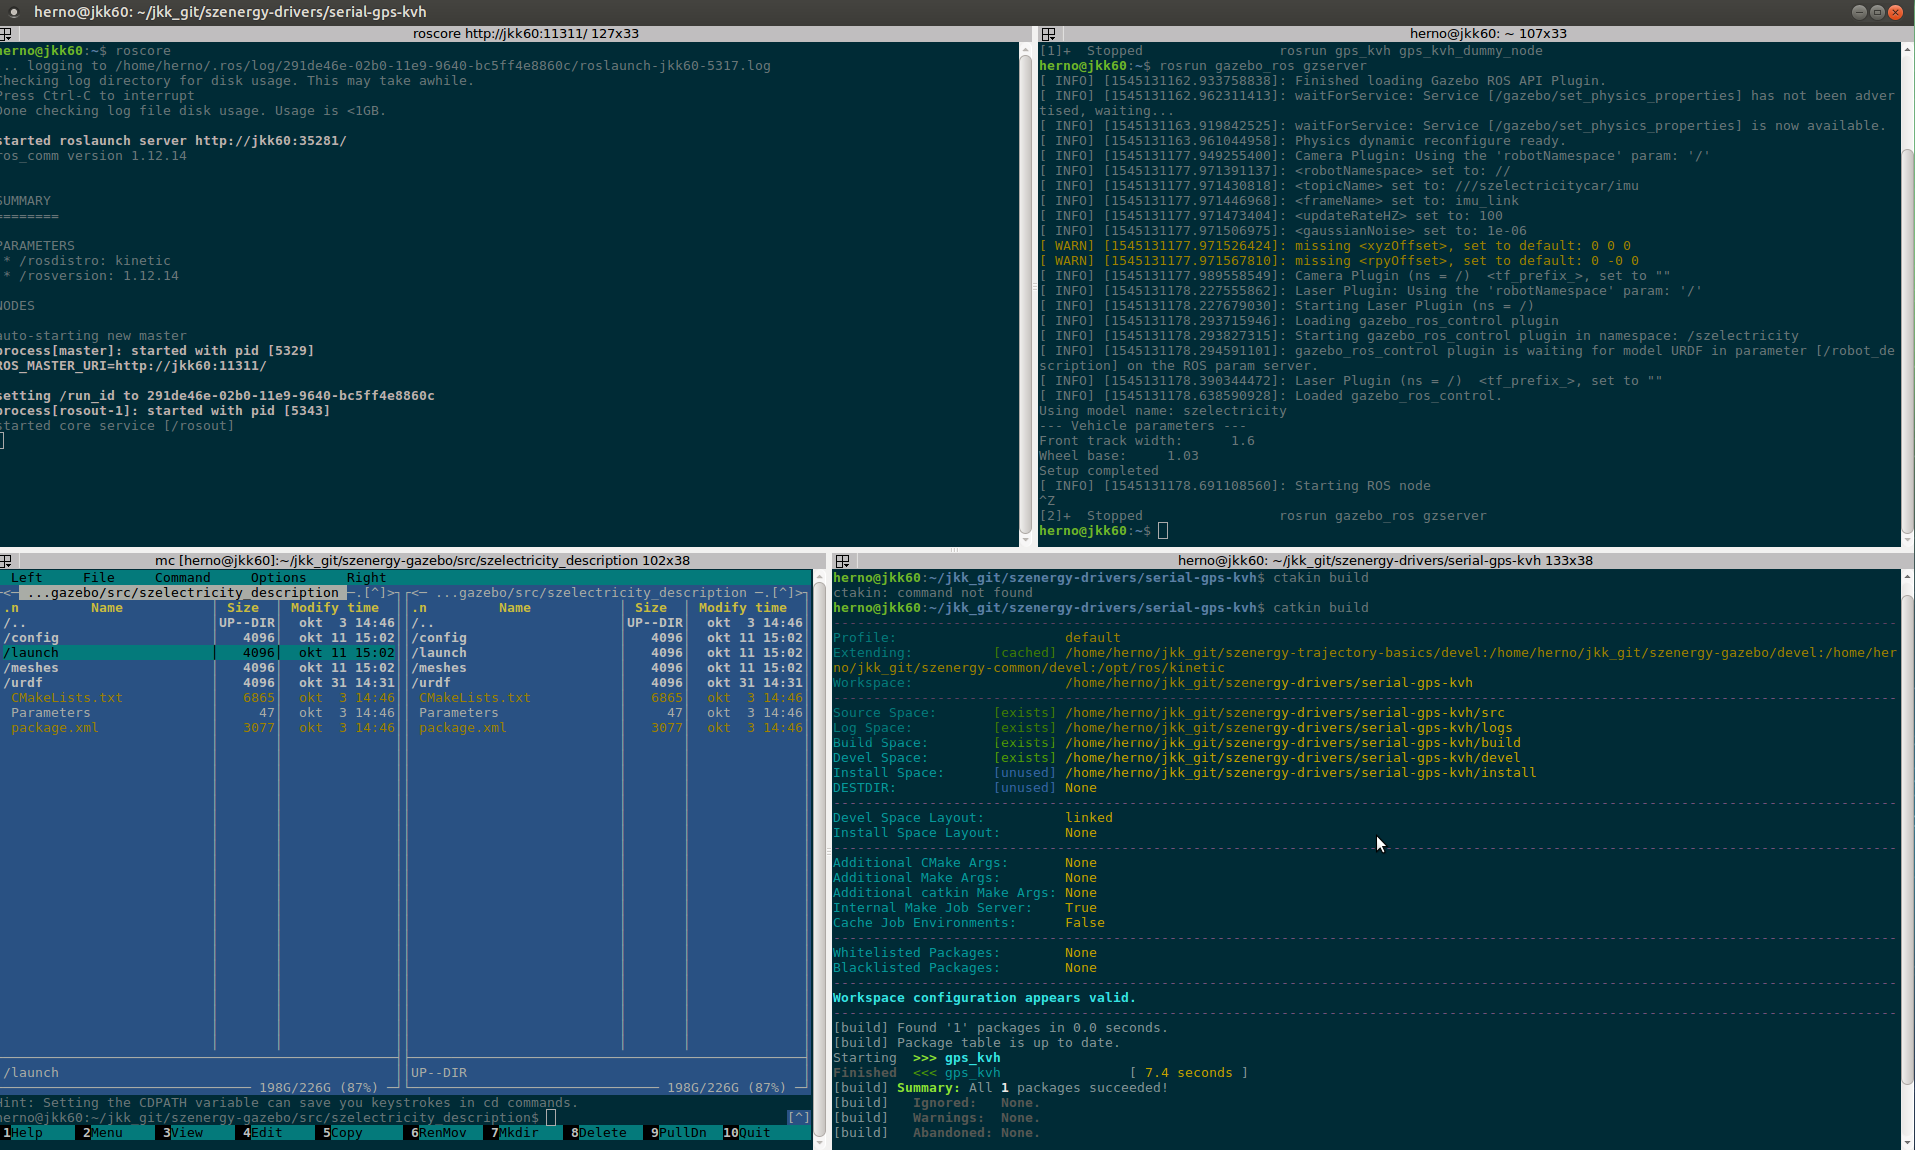 herno@jkk60: ~/jkk_git/szenergy-drivers/serial-gps-kvh
roscore http://jkk60:11311/ 127x33
herno@jkk60:~$ roscore
.. logging to /home/herno/.ros/log/291de46e-02b0-11e9-9640-bc5ff4e8860c/roslaunch-jkk60-5317.log
Checking log directory for disk usage. This may take awhile.
Press Ctrl-C to interrupt
Done checking log file disk usage. Usage is <1GB.
started roslaunch server http://jkk60:35281/
ros_comm version 1.12.14
SUMMARY
========
PARAMETERS
* /rosdistro: kinetic
* /rosversion: 1.12.14
NODES
auto-starting new master
process[master]: started with pid [5329]
ROS_MASTER_URI=http://jkk60:11311/
setting /run_id to 291de46e-02b0-11e9-9640-bc5ff4e8860c
process[rosout-1]: started with pid [5343]
started core service [/rosout]
herno@jkk60: ~ 107x33
[1]+  Stopped                 rosrun gps_kvh gps_kvh_dummy_node
herno@jkk60:~$ rosrun gazebo_ros gzserver
[ INFO] [1545131162.933758838]: Finished loading Gazebo ROS API Plugin.
[ INFO] [1545131162.962311413]: waitForService: Service [/gazebo/set_physics_properties] has not been adver
tised, waiting...
[ INFO] [1545131163.919842525]: waitForService: Service [/gazebo/set_physics_properties] is now available.
[ INFO] [1545131163.961044958]: Physics dynamic reconfigure ready.
[ INFO] [1545131177.949255400]: Camera Plugin: Using the 'robotNamespace' param: '/'
[ INFO] [1545131177.971391137]: <robotNamespace> set to: //
[ INFO] [1545131177.971430818]: <topicName> set to: ///szelectricitycar/imu
[ INFO] [1545131177.971446968]: <frameName> set to: imu_link
[ INFO] [1545131177.971473404]: <updateRateHZ> set to: 100
[ INFO] [1545131177.971506975]: <gaussianNoise> set to: 1e-06
[ WARN] [1545131177.971526424]: missing <xyzOffset>, set to default: 0 0 0
[ WARN] [1545131177.971567810]: missing <rpyOffset>, set to default: 0 -0 0
[ INFO] [1545131177.989558549]: Camera Plugin (ns = /)  <tf_prefix_>, set to ""
[ INFO] [1545131178.227555862]: Laser Plugin: Using the 'robotNamespace' param: '/'
[ INFO] [1545131178.227679030]: Starting Laser Plugin (ns = /)
[ INFO] [1545131178.293715946]: Loading gazebo_ros_control plugin
[ INFO] [1545131178.293827315]: Starting gazebo_ros_control plugin in namespace: /szelectricity
[ INFO] [1545131178.294591101]: gazebo_ros_control plugin is waiting for model URDF in parameter [/robot_de
scription] on the ROS param server.
[ INFO] [1545131178.390344472]: Laser Plugin (ns = /)  <tf_prefix_>, set to ""
[ INFO] [1545131178.638590928]: Loaded gazebo_ros_control.
Using model name: szelectricity
--- Vehicle parameters ---
Front track width:      1.6
Wheel base:     1.03
Setup completed
[ INFO] [1545131178.691108560]: Starting ROS node
^Z
[2]+  Stopped                 rosrun gazebo_ros gzserver
herno@jkk60:~$
mc [herno@jkk60]:~/jkk_git/szenergy-gazebo/src/szelectricity_description 102x38
Left     File     Command     Options     Right
<─ ...gazebo/src/szelectricity_description ─.[^]> <─ ...gazebo/src/szelectricity_description ─.[^]>
.n Name Size Modify time .n Name Size Modify time
/.. UP--DIR okt  3 14:46 /.. UP--DIR okt  3 14:46
/config 4096 okt 11 15:02 /config 4096 okt 11 15:02
/launch 4096 okt 11 15:02 /launch 4096 okt 11 15:02
/meshes 4096 okt 11 15:02 /meshes 4096 okt 11 15:02
/urdf 4096 okt 31 14:31 /urdf 4096 okt 31 14:31
CMakeLists.txt 6865 okt  3 14:46 CMakeLists.txt 6865 okt  3 14:46
Parameters 47 okt  3 14:46 Parameters 47 okt  3 14:46
package.xml 3077 okt  3 14:46 package.xml 3077 okt  3 14:46
/launch UP--DIR
198G/226G (87%) 198G/226G (87%)
Hint: Setting the CDPATH variable can save you keystrokes in cd commands.
herno@jkk60:~/jkk_git/szenergy-gazebo/src/szelectricity_description$ [^]
1Help 2Menu 3View 4Edit 5Copy 6RenMov 7Mkdir 8Delete 9PullDn 10Quit
herno@jkk60: ~/jkk_git/szenergy-drivers/serial-gps-kvh 133x38
herno@jkk60:~/jkk_git/szenergy-drivers/serial-gps-kvh$ ctakin build
ctakin: command not found
herno@jkk60:~/jkk_git/szenergy-drivers/serial-gps-kvh$ catkin build
Profile:                     default
Extending:          [cached] /home/herno/jkk_git/szenergy-trajectory-basics/devel:/home/herno/jkk_git/szenergy-gazebo/devel:/home/her
no/jkk_git/szenergy-common/devel:/opt/ros/kinetic
Workspace:                   /home/herno/jkk_git/szenergy-drivers/serial-gps-kvh
Source Space:       [exists] /home/herno/jkk_git/szenergy-drivers/serial-gps-kvh/src
Log Space:          [exists] /home/herno/jkk_git/szenergy-drivers/serial-gps-kvh/logs
Build Space:        [exists] /home/herno/jkk_git/szenergy-drivers/serial-gps-kvh/build
Devel Space:        [exists] /home/herno/jkk_git/szenergy-drivers/serial-gps-kvh/devel
Install Space:      [unused] /home/herno/jkk_git/szenergy-drivers/serial-gps-kvh/install
DESTDIR:            [unused] None
Devel Space Layout:          linked
Install Space Layout:        None
Additional CMake Args:       None
Additional Make Args:        None
Additional catkin Make Args: None
Internal Make Job Server:    True
Cache Job Environments:      False
Whitelisted Packages:        None
Blacklisted Packages:        None
Workspace configuration appears valid.
[build] Found '1' packages in 0.0 seconds.
[build] Package table is up to date.
Starting  >>> gps_kvh
Finished  <<< gps_kvh                [ 7.4 seconds ]
[build] Summary: All 1 packages succeeded!
[build]   Ignored:   None.
[build]   Warnings:  None.
[build]   Abandoned: None.